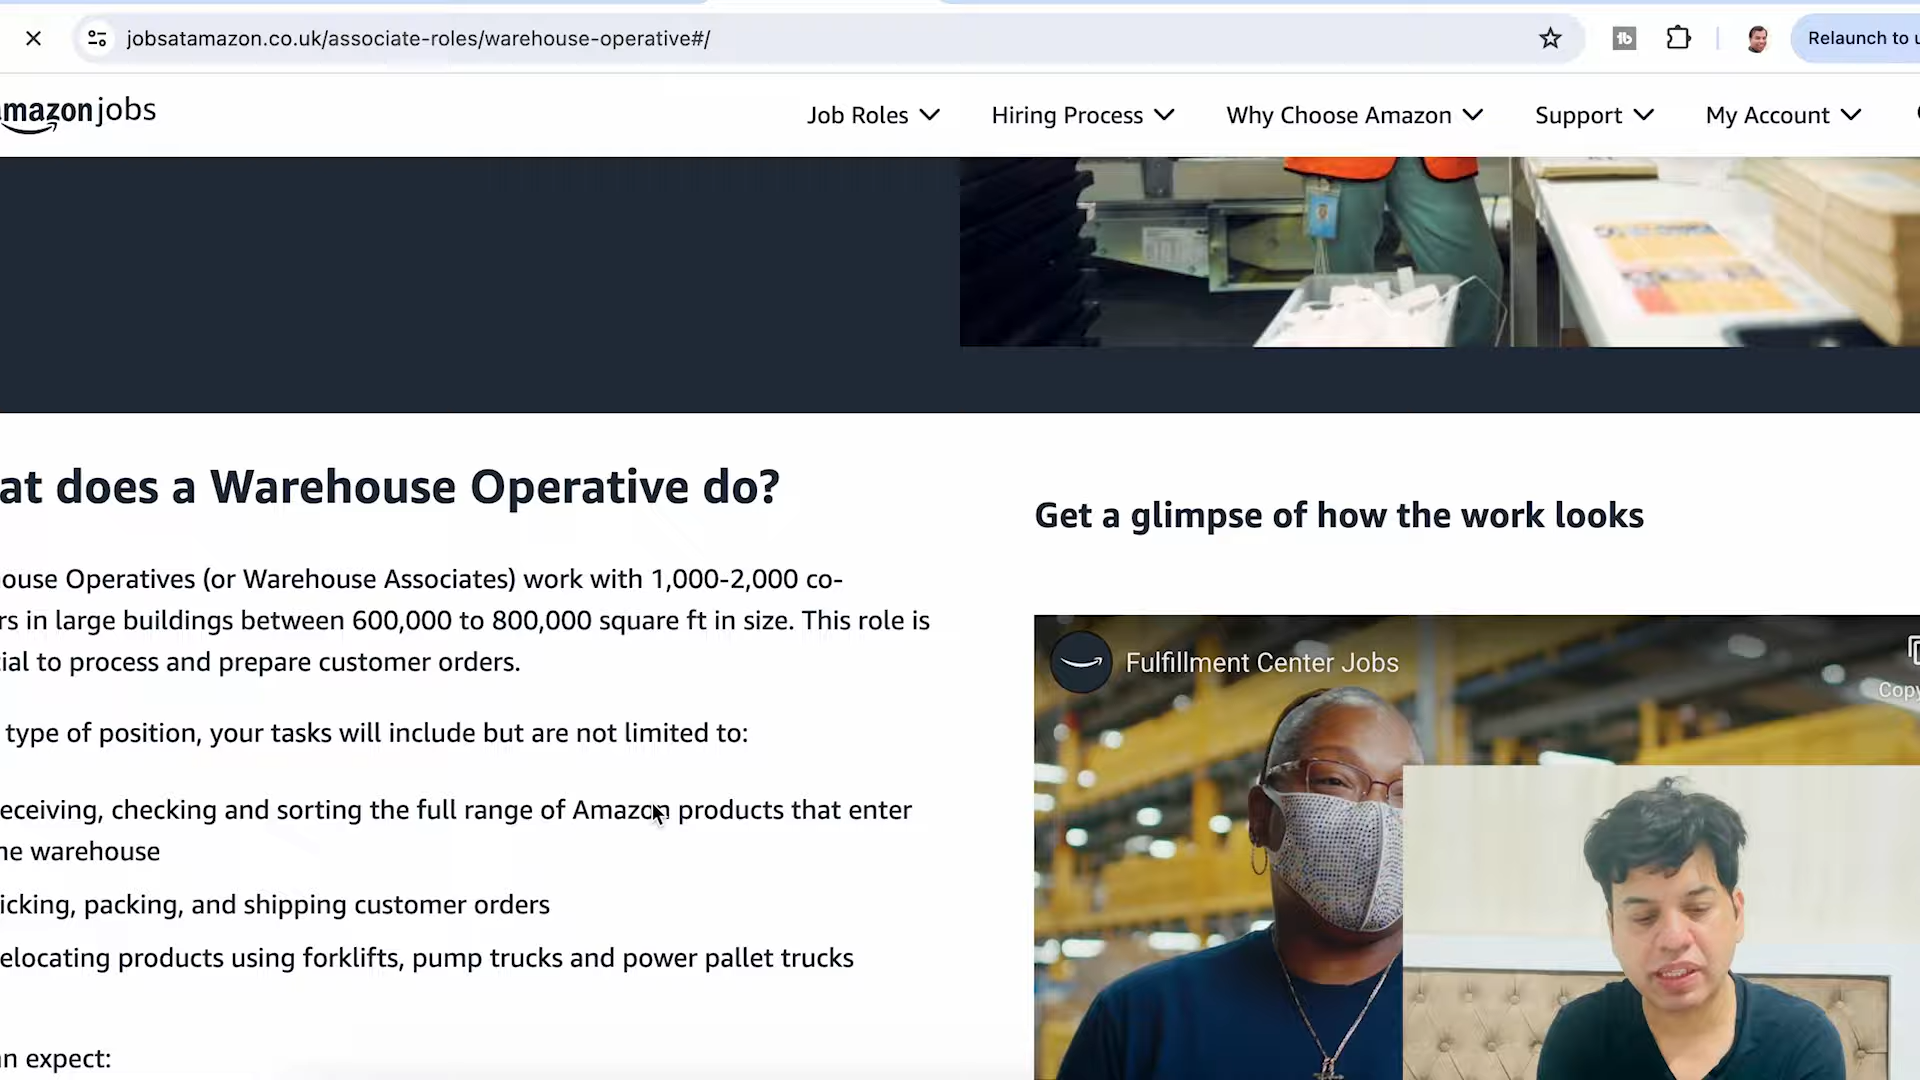 jobsatamazon.co.uk/associate-roles/warehouse-operative#/
Relaunch to u
mazon jobs
Job Roles
Hiring Process
Why Choose Amazon
Support
My Account
at does a Warehouse Operative do?
ouse Operatives (or Warehouse Associates) work with 1,000-2,000 co-
rs in large buildings between 600,000 to 800,000 square ft in size. This role is
ial to process and prepare customer orders.
type of position, your tasks will include but are not limited to:
eceiving, checking and sorting the full range of Amazon products that enter
he warehouse
icking, packing, and shipping customer orders
elocating products using forklifts, pump trucks and power pallet trucks
n expect:
Get a glimpse of how the work looks
Fulfillment Center Jobs
Copy